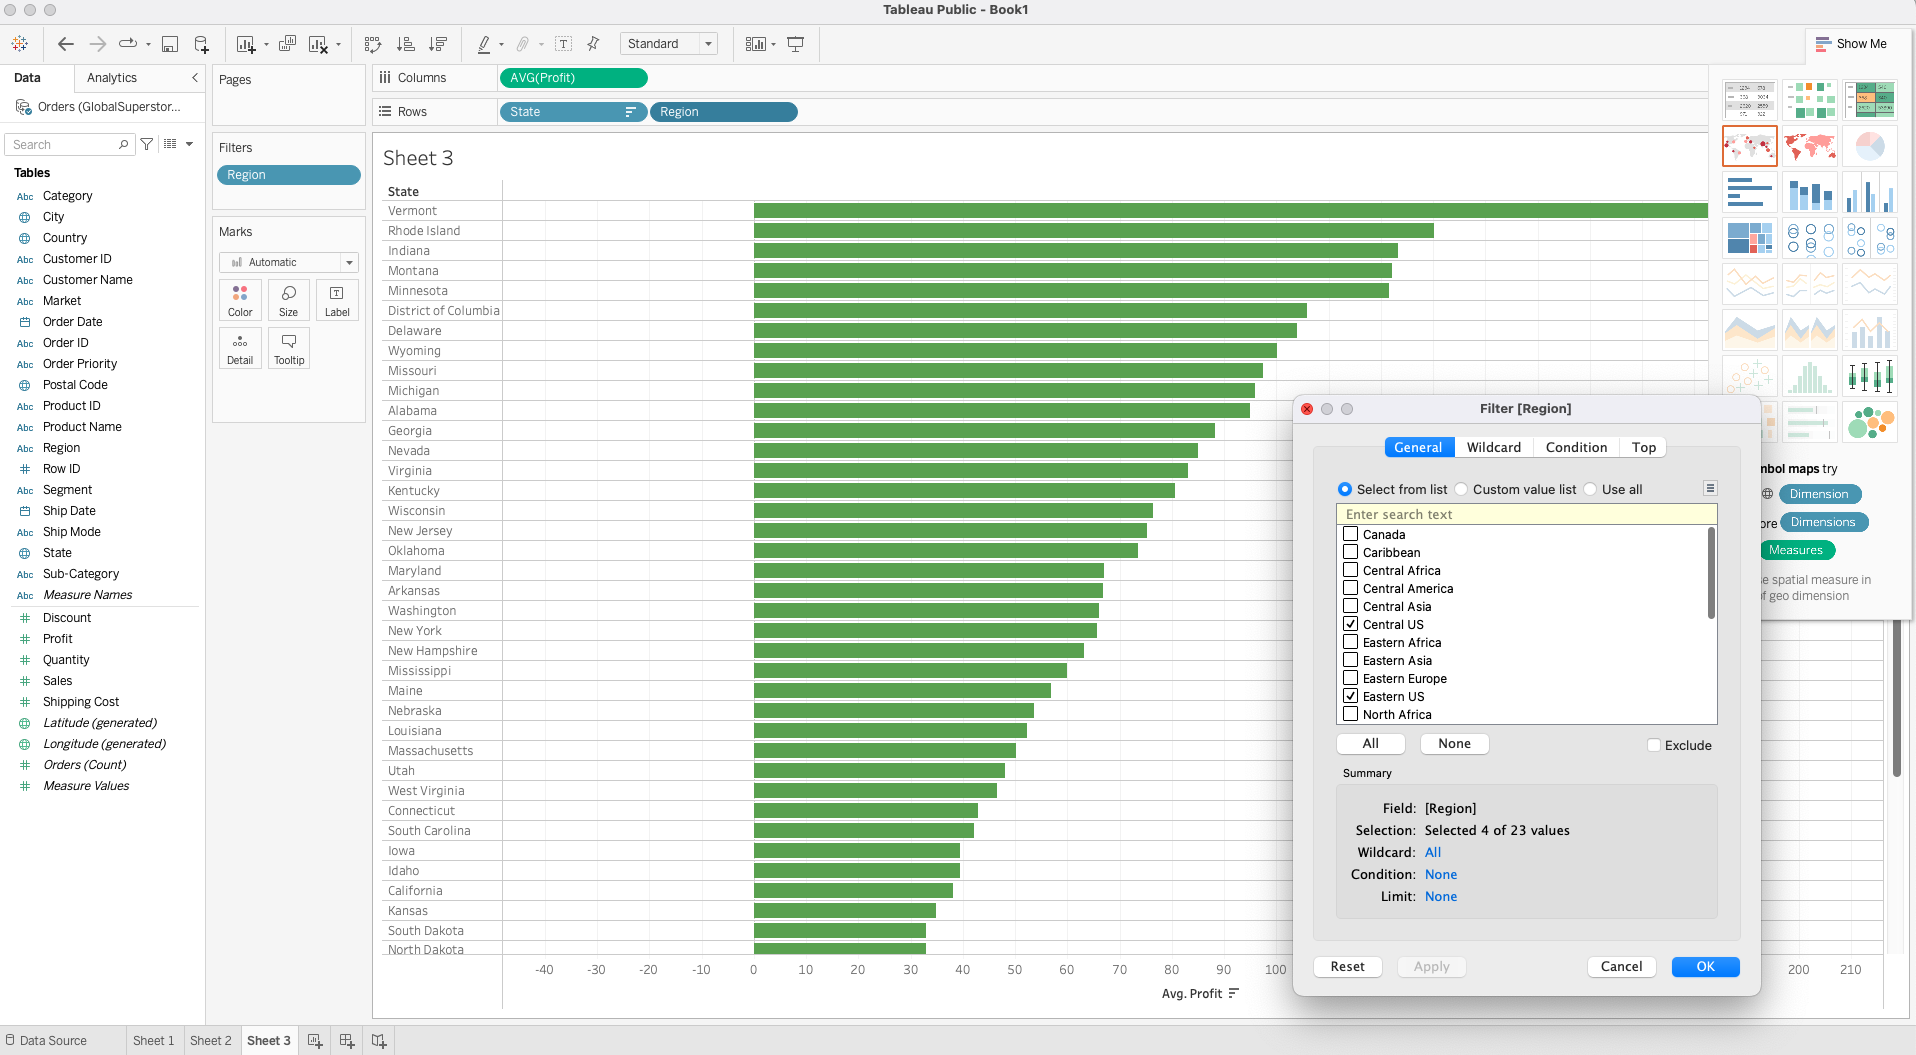 Tableau Public - Book1
Standard
Show Me
Data
Analytics
Pages
Columns
AVG(Profit)
Orders (GlobalSuperstor...
Rows
State
Region
Search
Filters
Region
Sheet 3
Tables
Abc Category
City
Country
Abc Customer ID
Abc Customer Name
Abc Market
Order Date
Abc Order ID
Abc Order Priority
Postal Code
Abc Product ID
Abc Product Name
Abc Region
Row ID
Abc Segment
Ship Date
Abc Ship Mode
State
Abc Sub-Category
Abc Measure Names
Discount
Profit
Quantity
Sales
Shipping Cost
Latitude (generated)
Longitude (generated)
Orders (Count)
Measure Values
Marks
Automatic
Color
Size
Label
Detail
Tooltip
State
Vermont
Rhode Island
Indiana
Montana
Minnesota
District of Columbia
Delaware
Wyoming
Missouri
Michigan
Alabama
Georgia
Nevada
Virginia
Kentucky
Wisconsin
New Jersey
Oklahoma
Maryland
Arkansas
Washington
New York
New Hampshire
Mississippi
Maine
Nebraska
Louisiana
Massachusetts
Utah
West Virginia
Connecticut
South Carolina
Iowa
Idaho
California
Kansas
South Dakota
North Dakota
-40 -30 -20 -10 0 10 20 30 40 50 60 70 80 90 100 200 210
Avg. Profit
Filter [Region]
General Wildcard Condition Top
Select from list Custom value list Use all
Enter search text
Canada
Caribbean
Central Africa
Central America
Central Asia
Central US
Eastern Africa
Eastern Asia
Eastern Europe
Eastern US
North Africa
All
None
Exclude
Summary
Field: [Region]
Selection: Selected 4 of 23 values
Wildcard: All
Condition: None
Limit: None
Reset
Apply
Cancel
OK
mbol maps try
Dimension
ore Dimensions
Measures
se spatial measure in
of geo dimension
Data Source
Sheet 1
Sheet 2
Sheet 3